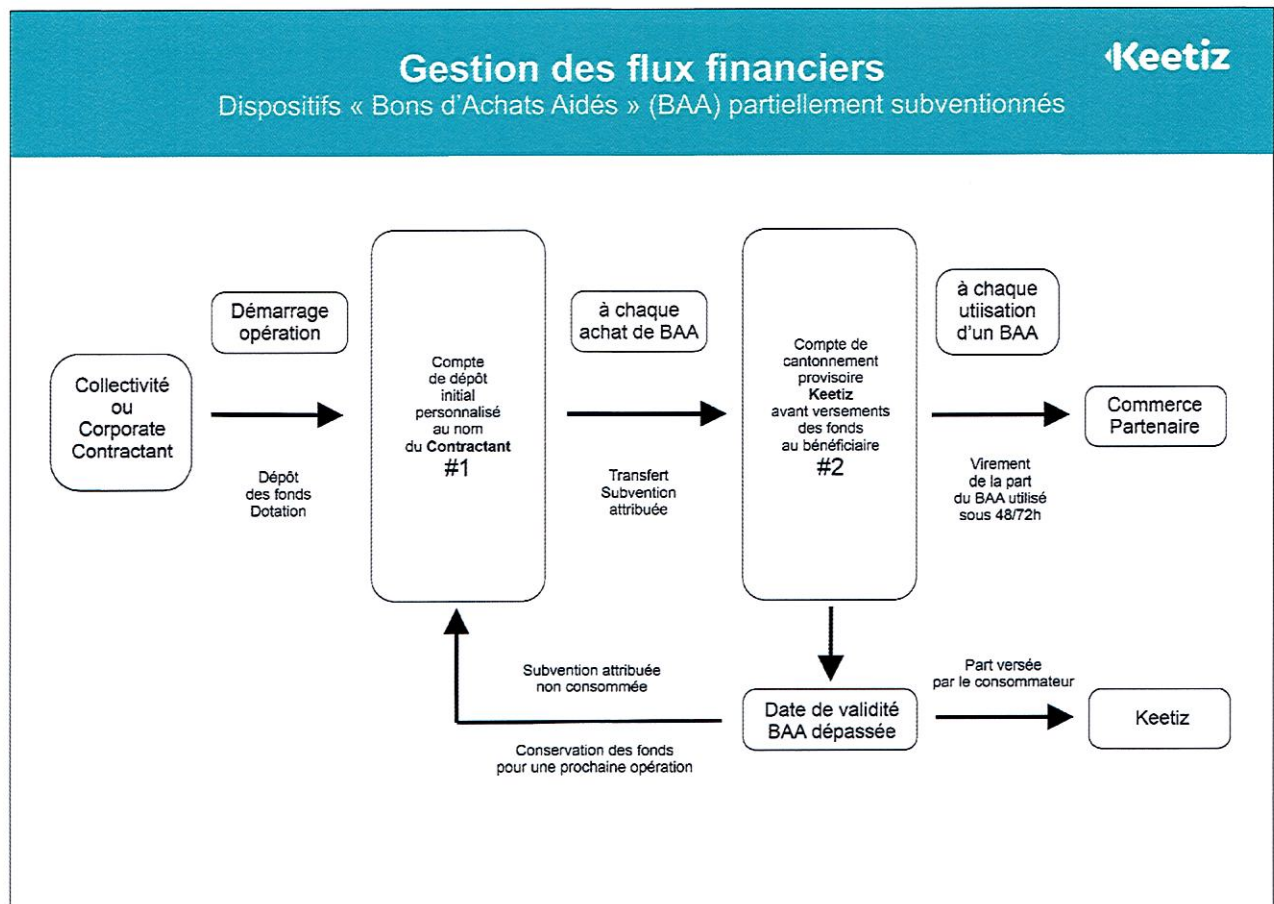 Gestion des flux financiers
Keetiz
Dispositifs « Bons d'Achats Aidés » (BAA) partiellement subventionnés
Collectivité
ou
Corporate
Contractant
Démarrage
opération
Dépôt
des fonds
Dotation
Compte
de dépôt
initial
personnalisé
au nom
du Contractant
#1
à chaque
achat de BAA
Transfert
Subvention
attribuée
Compte de
cantonnement
provisoire
Keetiz
avant versements
des fonds
au bénéficiaire
#2
à chaque
utiisation
d'un BAA
Virement
de la part
du BAA utilisé
sous 48/72h
Commerce
Partenaire
Subvention attribuée
non consommée
Conservation des fonds
pour une prochaine opération
Date de validité
BAA dépassée
Part versée
par le consommateur
Keetiz